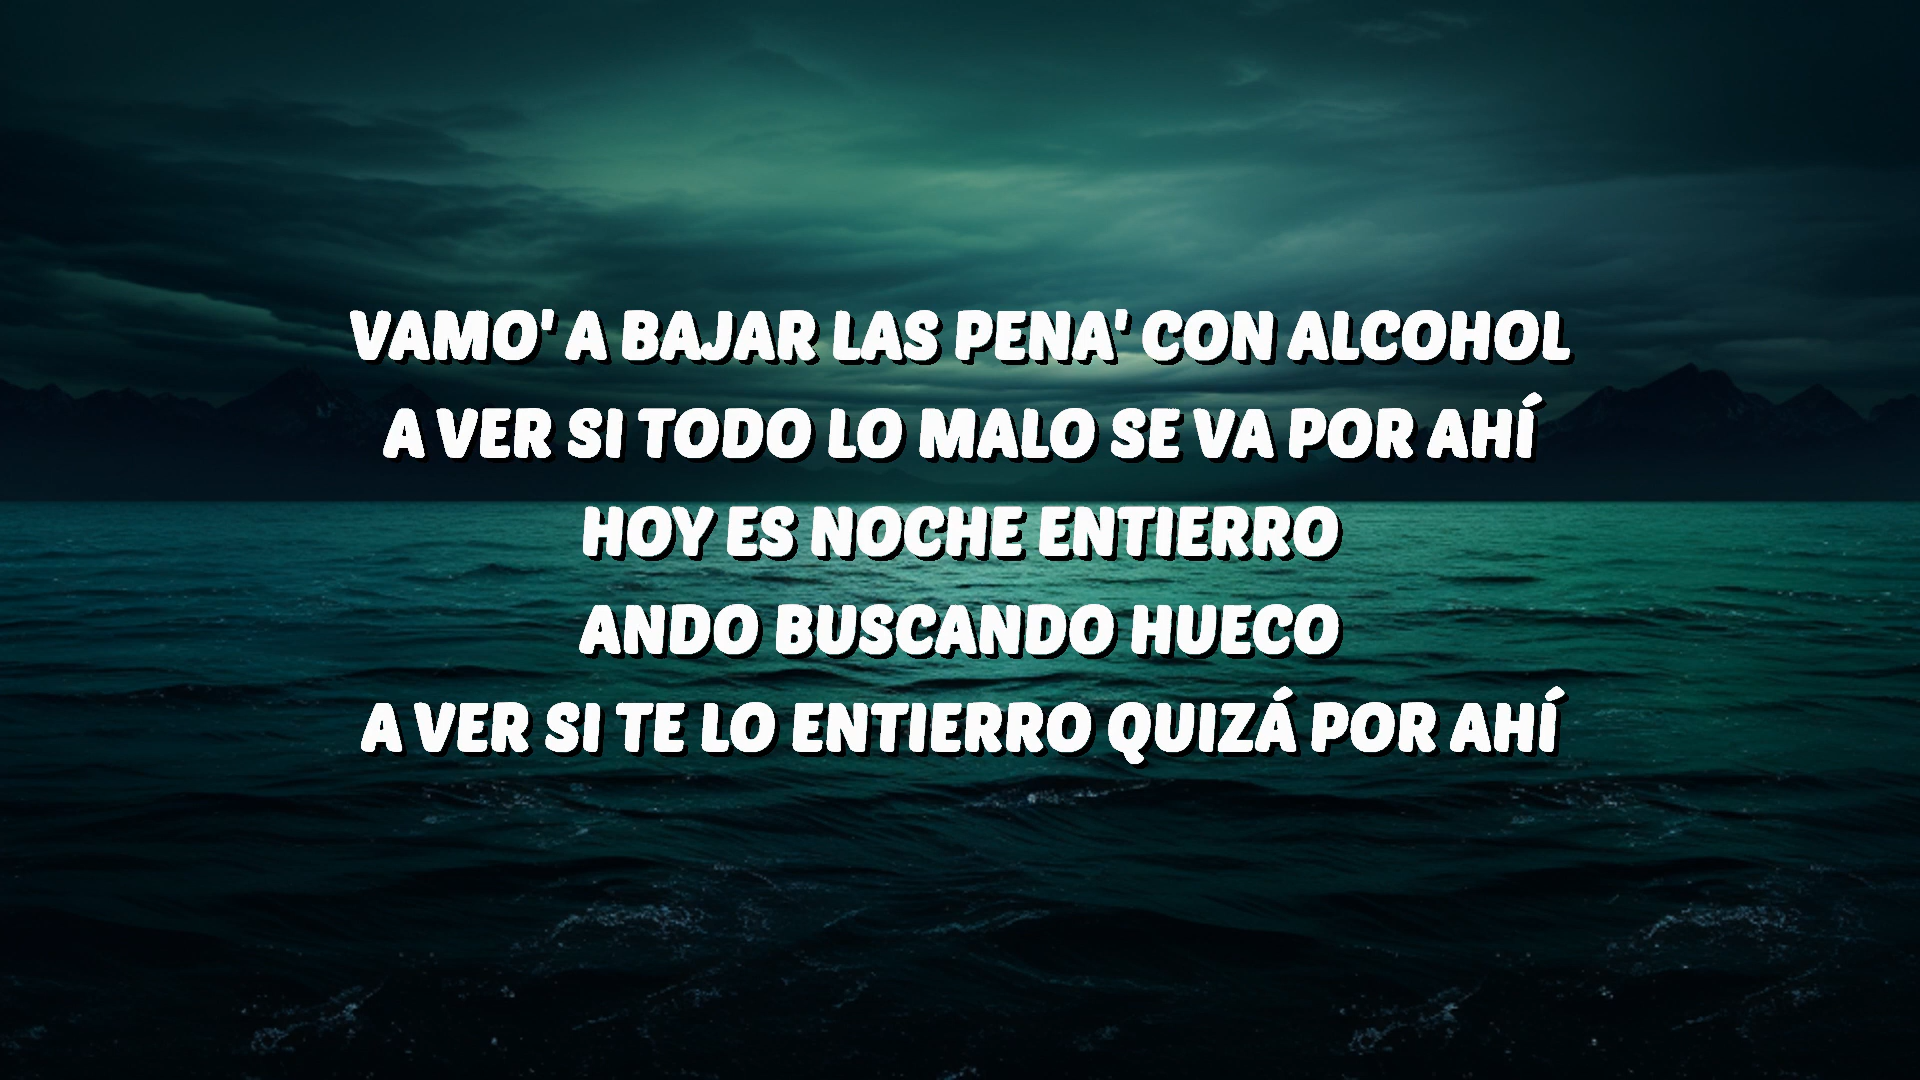 VAMO' A BAJAR LAS PENA' CON ALCOHOL
A VER SI TODO LO MALO SE VA POR AHÍ
HOY ES NOCHE ENTIERRO
ANDO BUSCANDO HUECO
A VER SI TE LO ENTIERRO QUIZÁ POR AHÍ